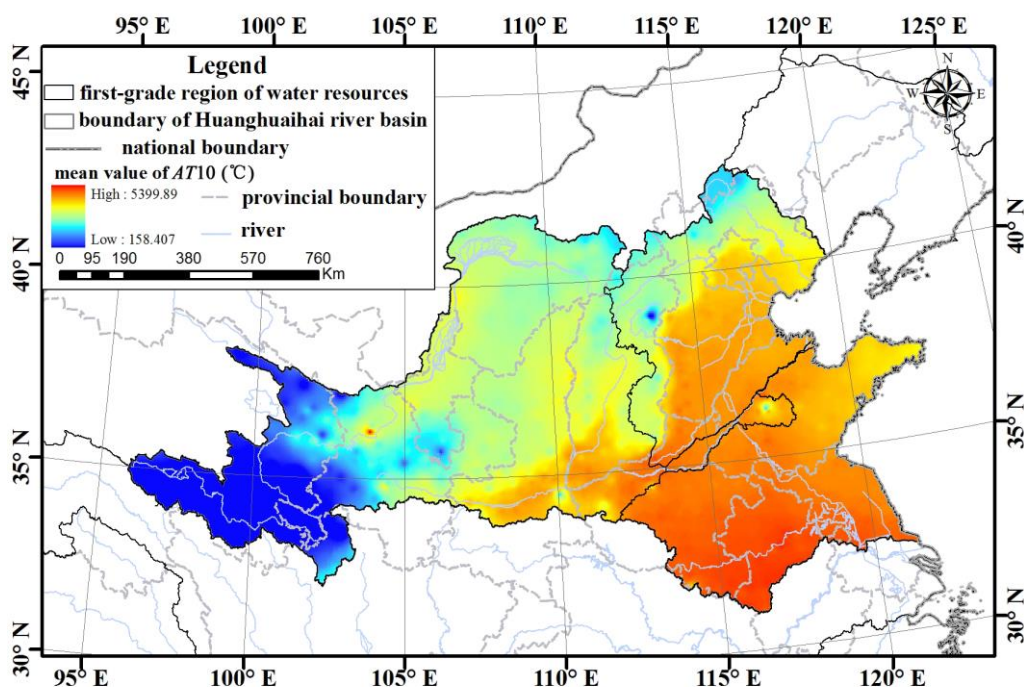 95° E 100° E 105° E 110° E 115° E 120° E 125° E
45° N
40° N
35° N
30° N
Legend
first-grade region of water resources
boundary of Huanghuaihai river basin
national boundary
mean value of AT10 (℃)
High : 5399.89
Low : 158.407
provincial boundary
river
0 95 190 380 570 760
Km
N
W E
S
40° N
35° N
30° N
95° E 100° E 105° E 110° E 115° E 120° E